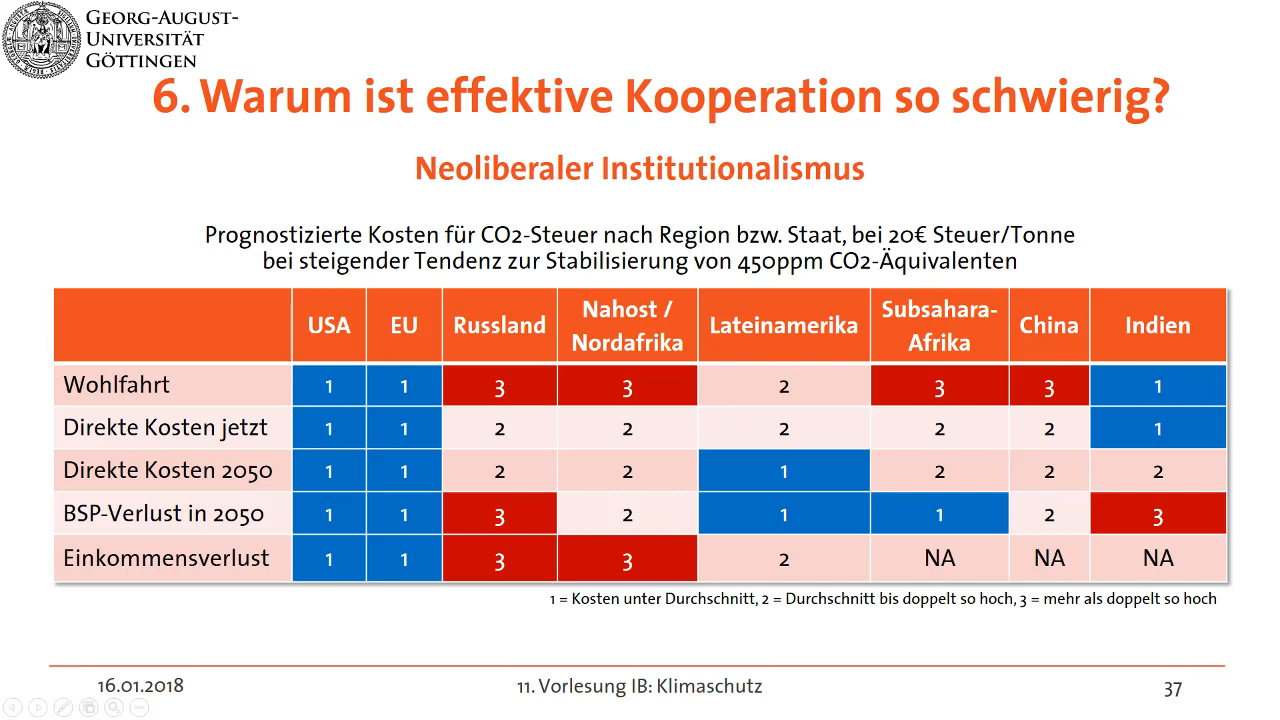 GEORG-AUGUST-
UNIVERSITÄT
GÖTTINGEN
6. Warum ist effektive Kooperation so schwierig?
Neoliberaler Institutionalismus
Prognostizierte Kosten für CO2-Steuer nach Region bzw. Staat, bei 20€ Steuer/Tonne
bei steigender Tendenz zur Stabilisierung von 450ppm CO2-Äquivalenten
USA EU Russland Nahost / Nordafrika Lateinamerika Subsahara-Afrika China Indien
Wohlfahrt 1 1 3 3 2 3 3 1
Direkte Kosten jetzt 1 1 2 2 2 2 2 1
Direkte Kosten 2050 1 1 2 2 1 2 2 2
BSP-Verlust in 2050 1 1 3 2 1 1 2 3
Einkommensverlust 1 1 3 3 2 NA NA NA
1 = Kosten unter Durchschnitt, 2 = Durchschnitt bis doppelt so hoch, 3 = mehr als doppelt so hoch
16.01.2018 11. Vorlesung IB: Klimaschutz 37